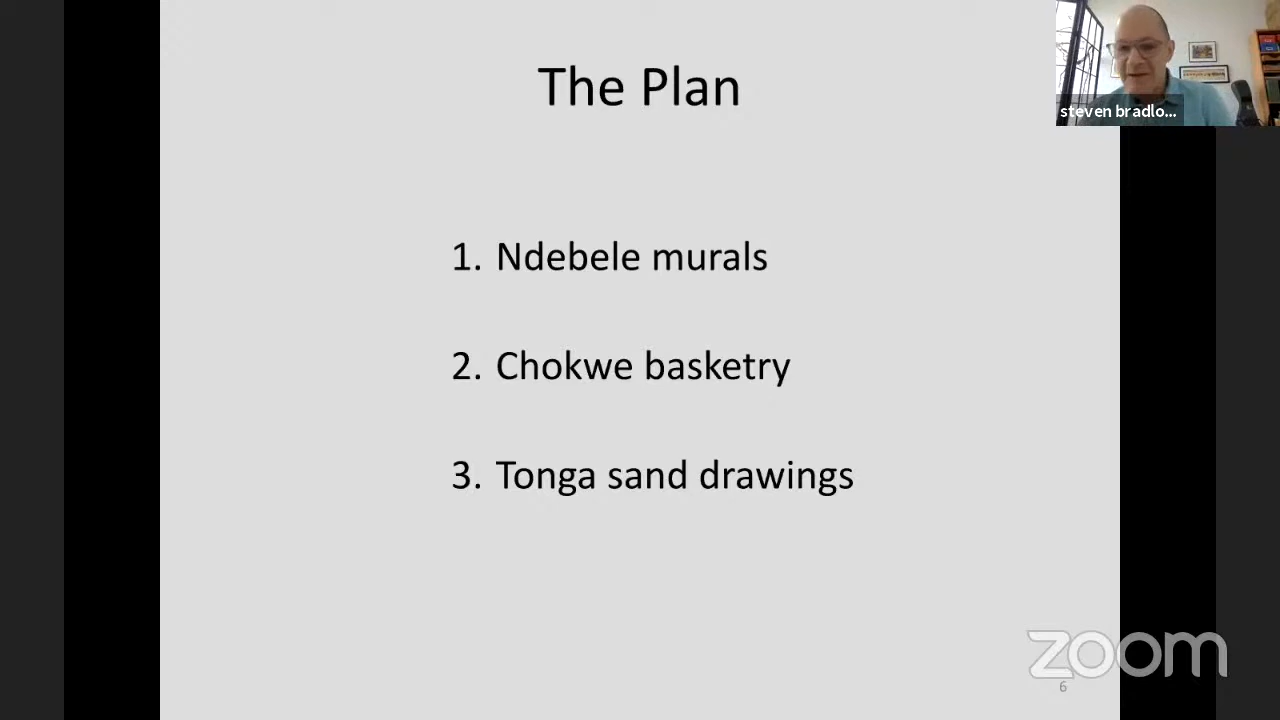 The Plan
steven bradlo...
1. Ndebele murals
2. Chokwe basketry
3. Tonga sand drawings
zoom
6